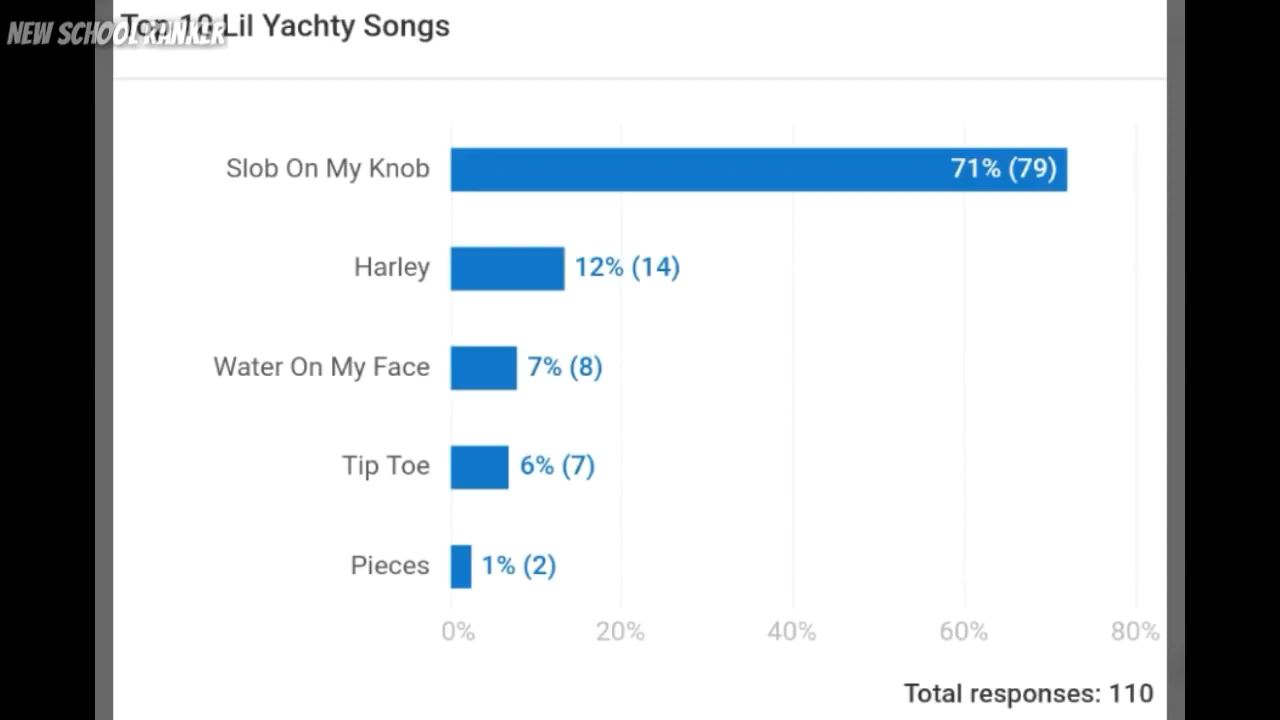 Top 10 Lil Yachty Songs
NEW SCHOOL RANKER
Slob On My Knob
71% (79)
Harley
12% (14)
Water On My Face
7% (8)
Tip Toe
6% (7)
Pieces
1% (2)
0% 20% 40% 60% 80%
Total responses: 110